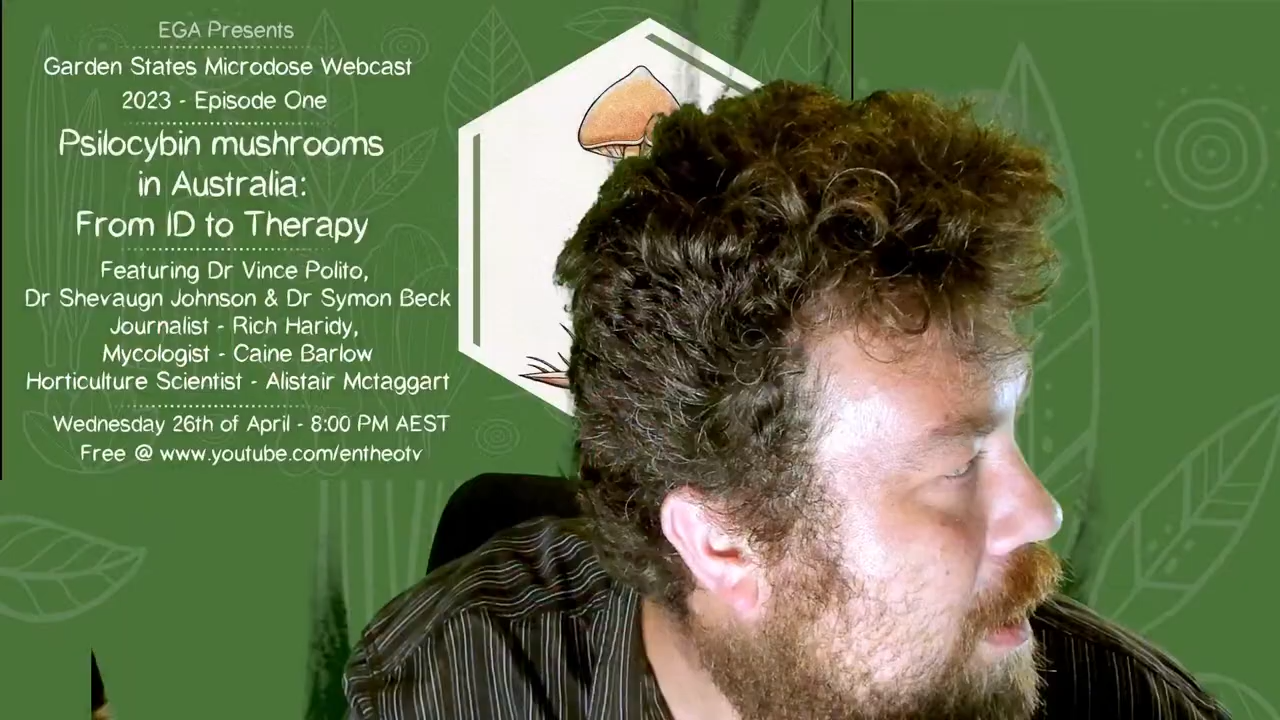 EGA Presents
Garden States Microdose Webcast
2023 - Episode One
Psilocybin mushrooms
in Australia:
From ID to Therapy
Featuring Dr Vince Polito,
Dr Shevaugn Johnson & Dr Symon Beck
Journalist - Rich Haridy,
Mycologist - Caine Barlow
Horticulture Scientist - Alistair Mctaggart
Wednesday 26th of April - 8:00 PM AEST
Free @ www.youtube.com/entheotv